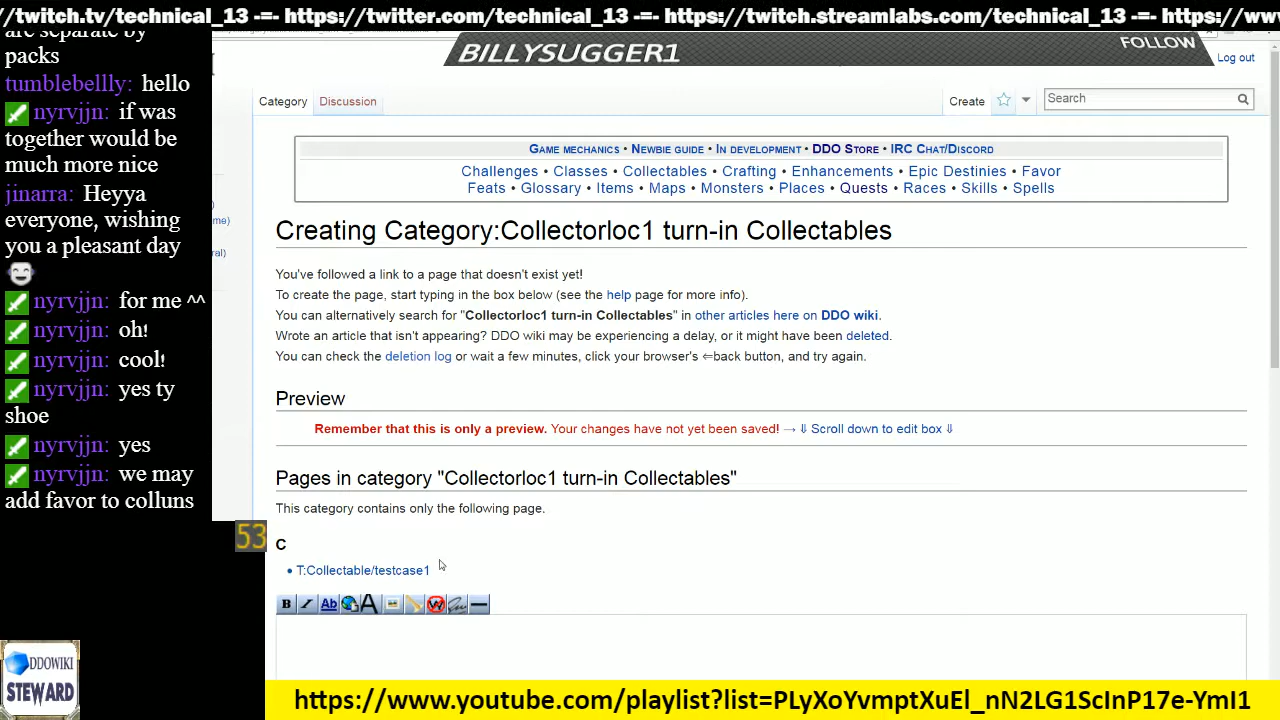 //twitch.tv/technical_13 -=- https://twitter.com/technical_13 -=- https://twitch.streamlabs.com/technical_13 -=- https://ww
are separate by
packs
tumblebellly: hello
nyrvjjn: if was
together would be
much more nice
jinarra: Heyya
everyone, wishing
you a pleasant day
nyrvjjn: for me ^^
nyrvjjn: oh!
nyrvjjn: cool!
nyrvjjn: yes ty
shoe
nyrvjjn: yes
nyrvjjn: we may
add favor to colluns
53
DDOWIKI
STEWARD
BILLYSUGGER1
FOLLOW
Log out
Category
Discussion
Create
Search
me)
ral)
GAME MECHANICS • NEWBIE GUIDE • IN DEVELOPMENT • DDO STORE • IRC CHAT/DISCORD
Challenges • Classes • Collectables • Crafting • Enhancements • Epic Destinies • Favor
Feats • Glossary • Items • Maps • Monsters • Places • Quests • Races • Skills • Spells
Creating Category:Collectorloc1 turn-in Collectables
You've followed a link to a page that doesn't exist yet!
To create the page, start typing in the box below (see the help page for more info).
You can alternatively search for "Collectorloc1 turn-in Collectables" in other articles here on DDO wiki.
Wrote an article that isn't appearing? DDO wiki may be experiencing a delay, or it might have been deleted.
You can check the deletion log or wait a few minutes, click your browser's ⇐back button, and try again.
Preview
Remember that this is only a preview. Your changes have not yet been saved! → ⇓ Scroll down to edit box ⇓
Pages in category "Collectorloc1 turn-in Collectables"
This category contains only the following page.
C
• T:Collectable/testcase1
B I Ab A W
https://www.youtube.com/playlist?list=PLyXoYvmptXuEl_nN2LG1ScInP17e-YmI1